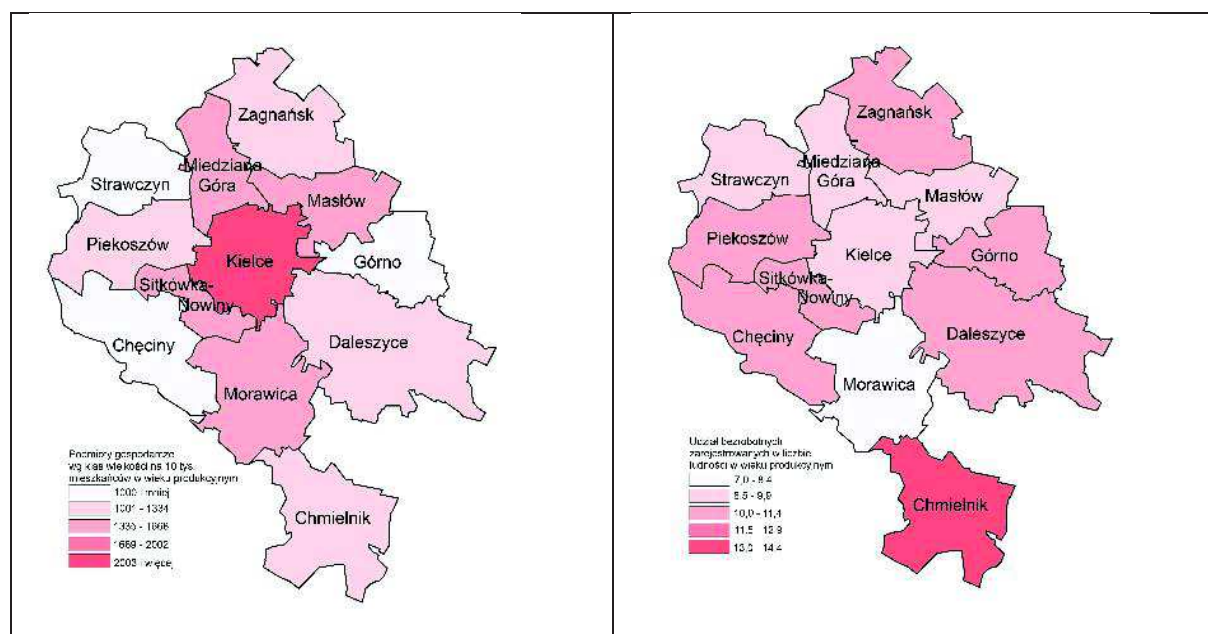 Zagnańsk
Miedziana
Góra
Strawczyn
Masłów
Piekoszów
Kielce
Górno
Sitkówka-
Nowiny
Chęciny
Daleszyce
Morawica
Chmielnik
Podmioty gospodarcze
wg klas wielkości na 10 tys.
mieszkańców w wieku produkcyjnym
1000 i mniej
1001 - 1334
1335 - 1668
1669 - 2002
2003 i więcej
Zagnańsk
Miedziana
Góra
Strawczyn
Masłów
Piekoszów
Kielce
Górno
Sitkówka-
Nowiny
Chęciny
Daleszyce
Morawica
Chmielnik
Udział bezrobotnych
zarejestrowanych w liczbie
ludności w wieku produkcyjnym
7,0 - 8,4
8,5 - 9,9
10,0 - 11,4
11,5 - 12,9
13,0 - 14,4